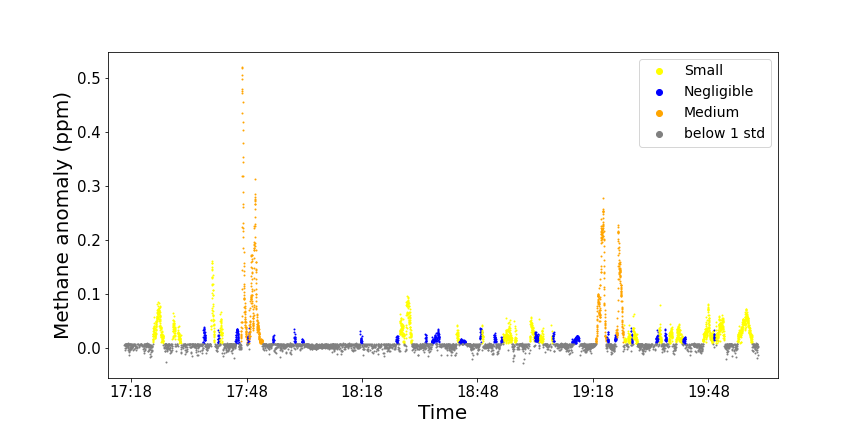 Small
Negligible
Medium
below 1 std
Methane anomaly (ppm)
0.5
0.4
0.3
0.2
0.1
0.0
17:18 17:48 18:18 18:48 19:18 19:48
Time